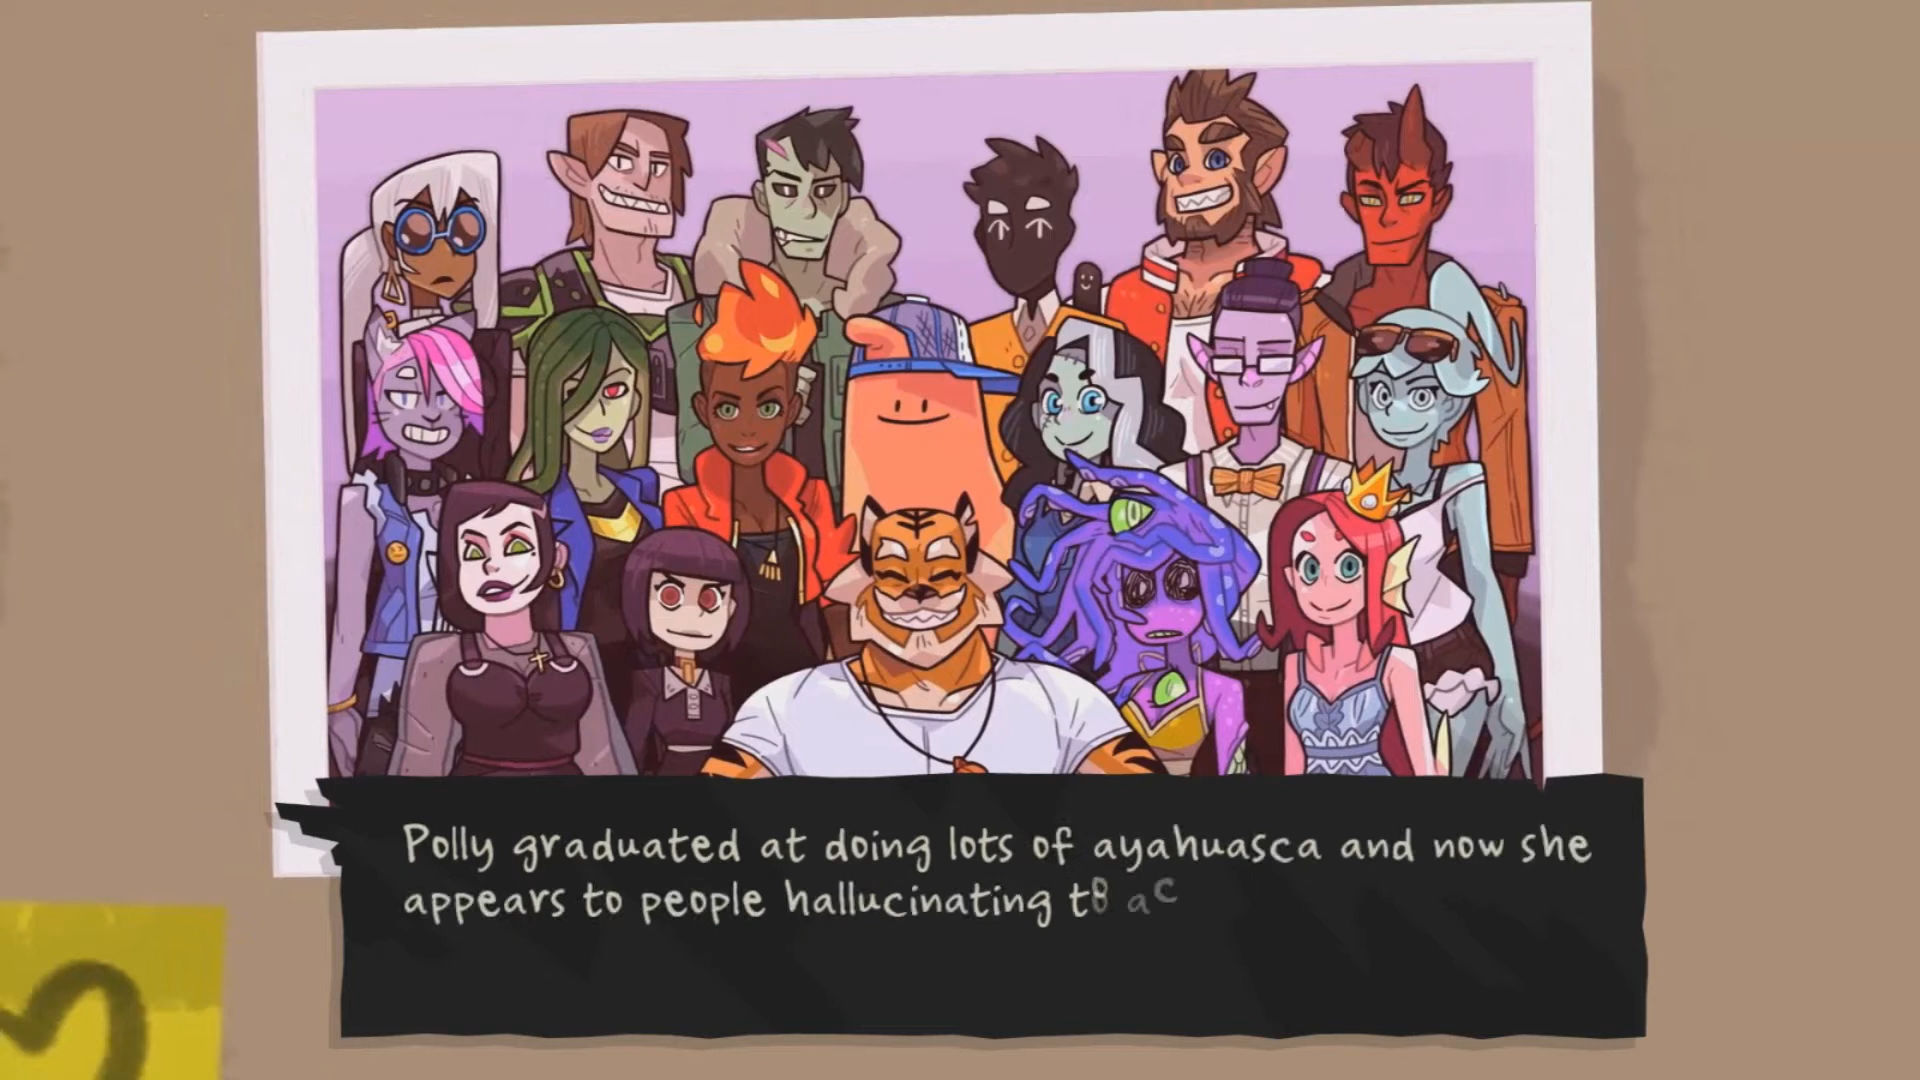 Polly graduated at doing lots of ayahuasca and now she
appears to people hallucinating